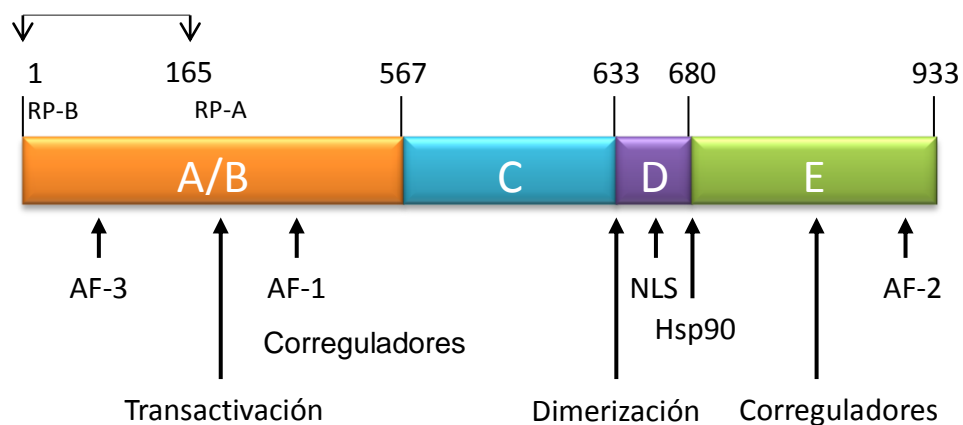 1 165 567 633 680 933
RP-B RP-A
A/B C D E
AF-3 AF-1 NLS AF-2
Hsp90
Correguladores
Transactivación Dimerización Correguladores